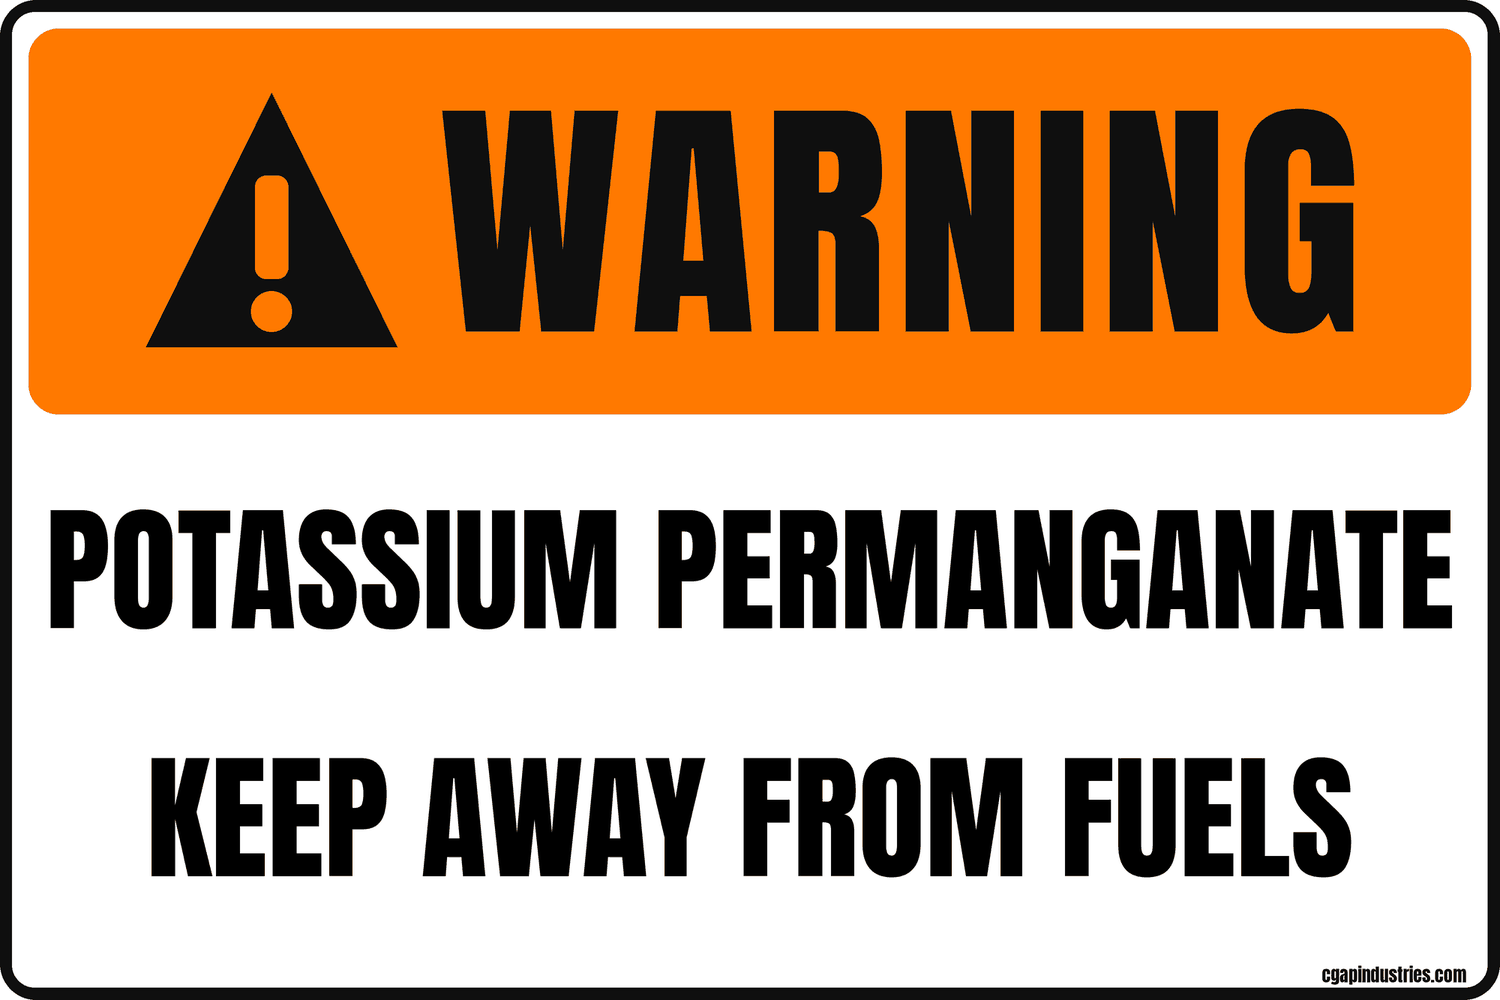 WARNING
POTASSIUM PERMANGANATE
KEEP AWAY FROM FUELS
cgapindustries.com